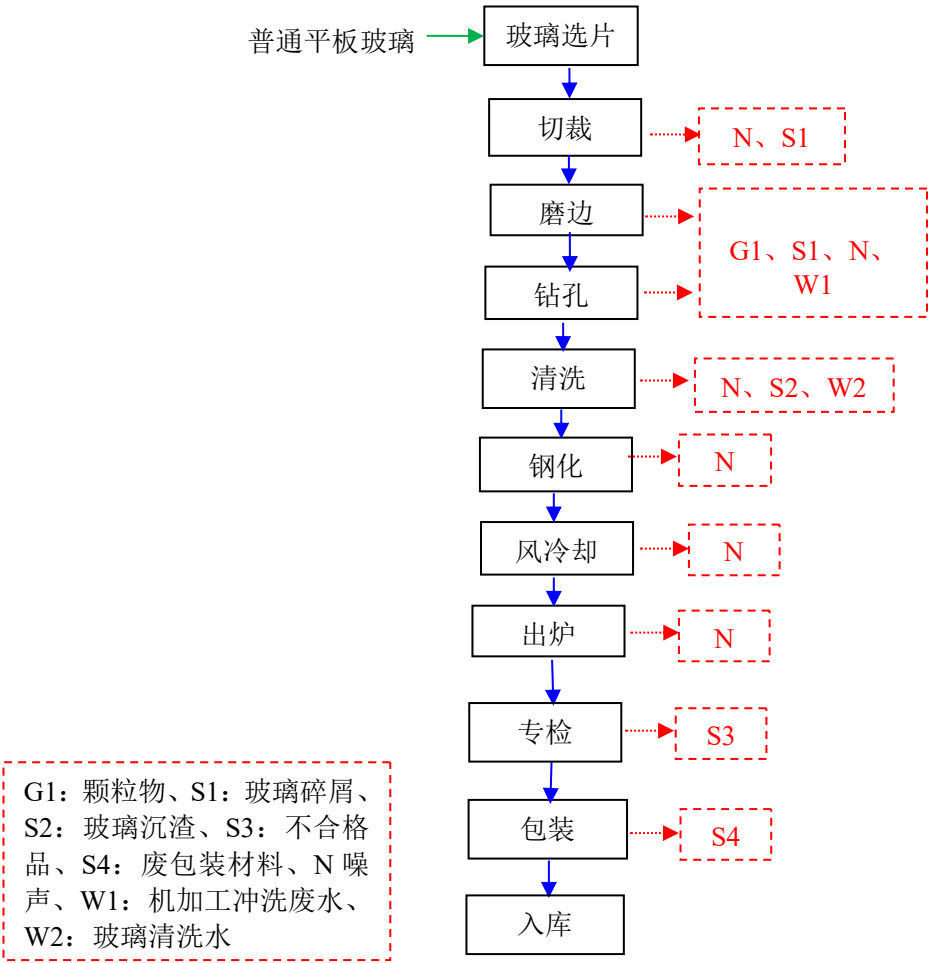 普通平板玻璃
玻璃选片
切裁
N、S1
磨边
G1、S1、N、
W1
钻孔
清洗
N、S2、W2
钢化
N
风冷却
N
出炉
N
专检
S3
包装
S4
入库
G1：颗粒物、S1：玻璃碎屑、
S2：玻璃沉渣、S3：不合格
品、S4：废包装材料、N 噪
声、W1：机加工冲洗废水、
W2：玻璃清洗水